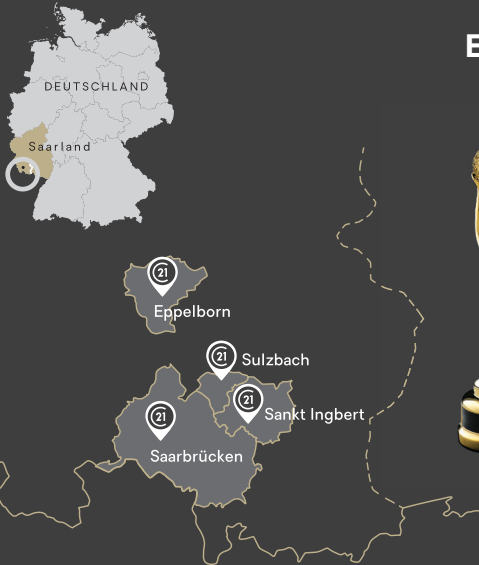 E
DEUTSCHLAND
Saarland
21
Eppelborn
21
Sulzbach
21
Sankt Ingbert
21
Saarbrücken